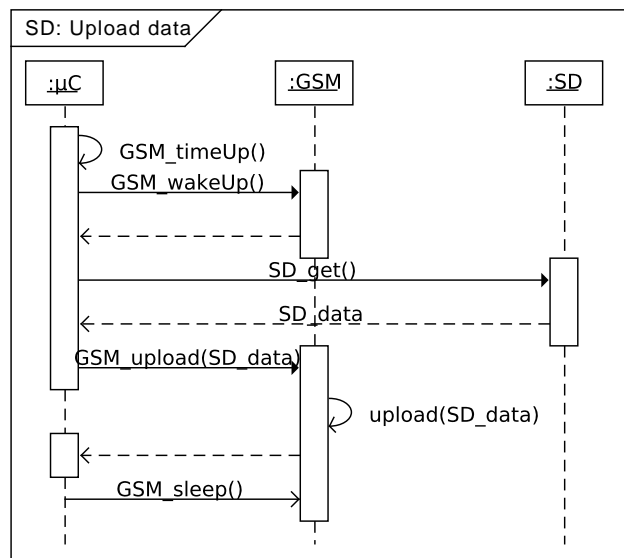 SD: Upload data
:µC
:GSM
:SD
GSM_timeUp()
GSM_wakeUp()
SD_get()
SD_data
GSM_upload(SD_data)
upload(SD_data)
GSM_sleep()